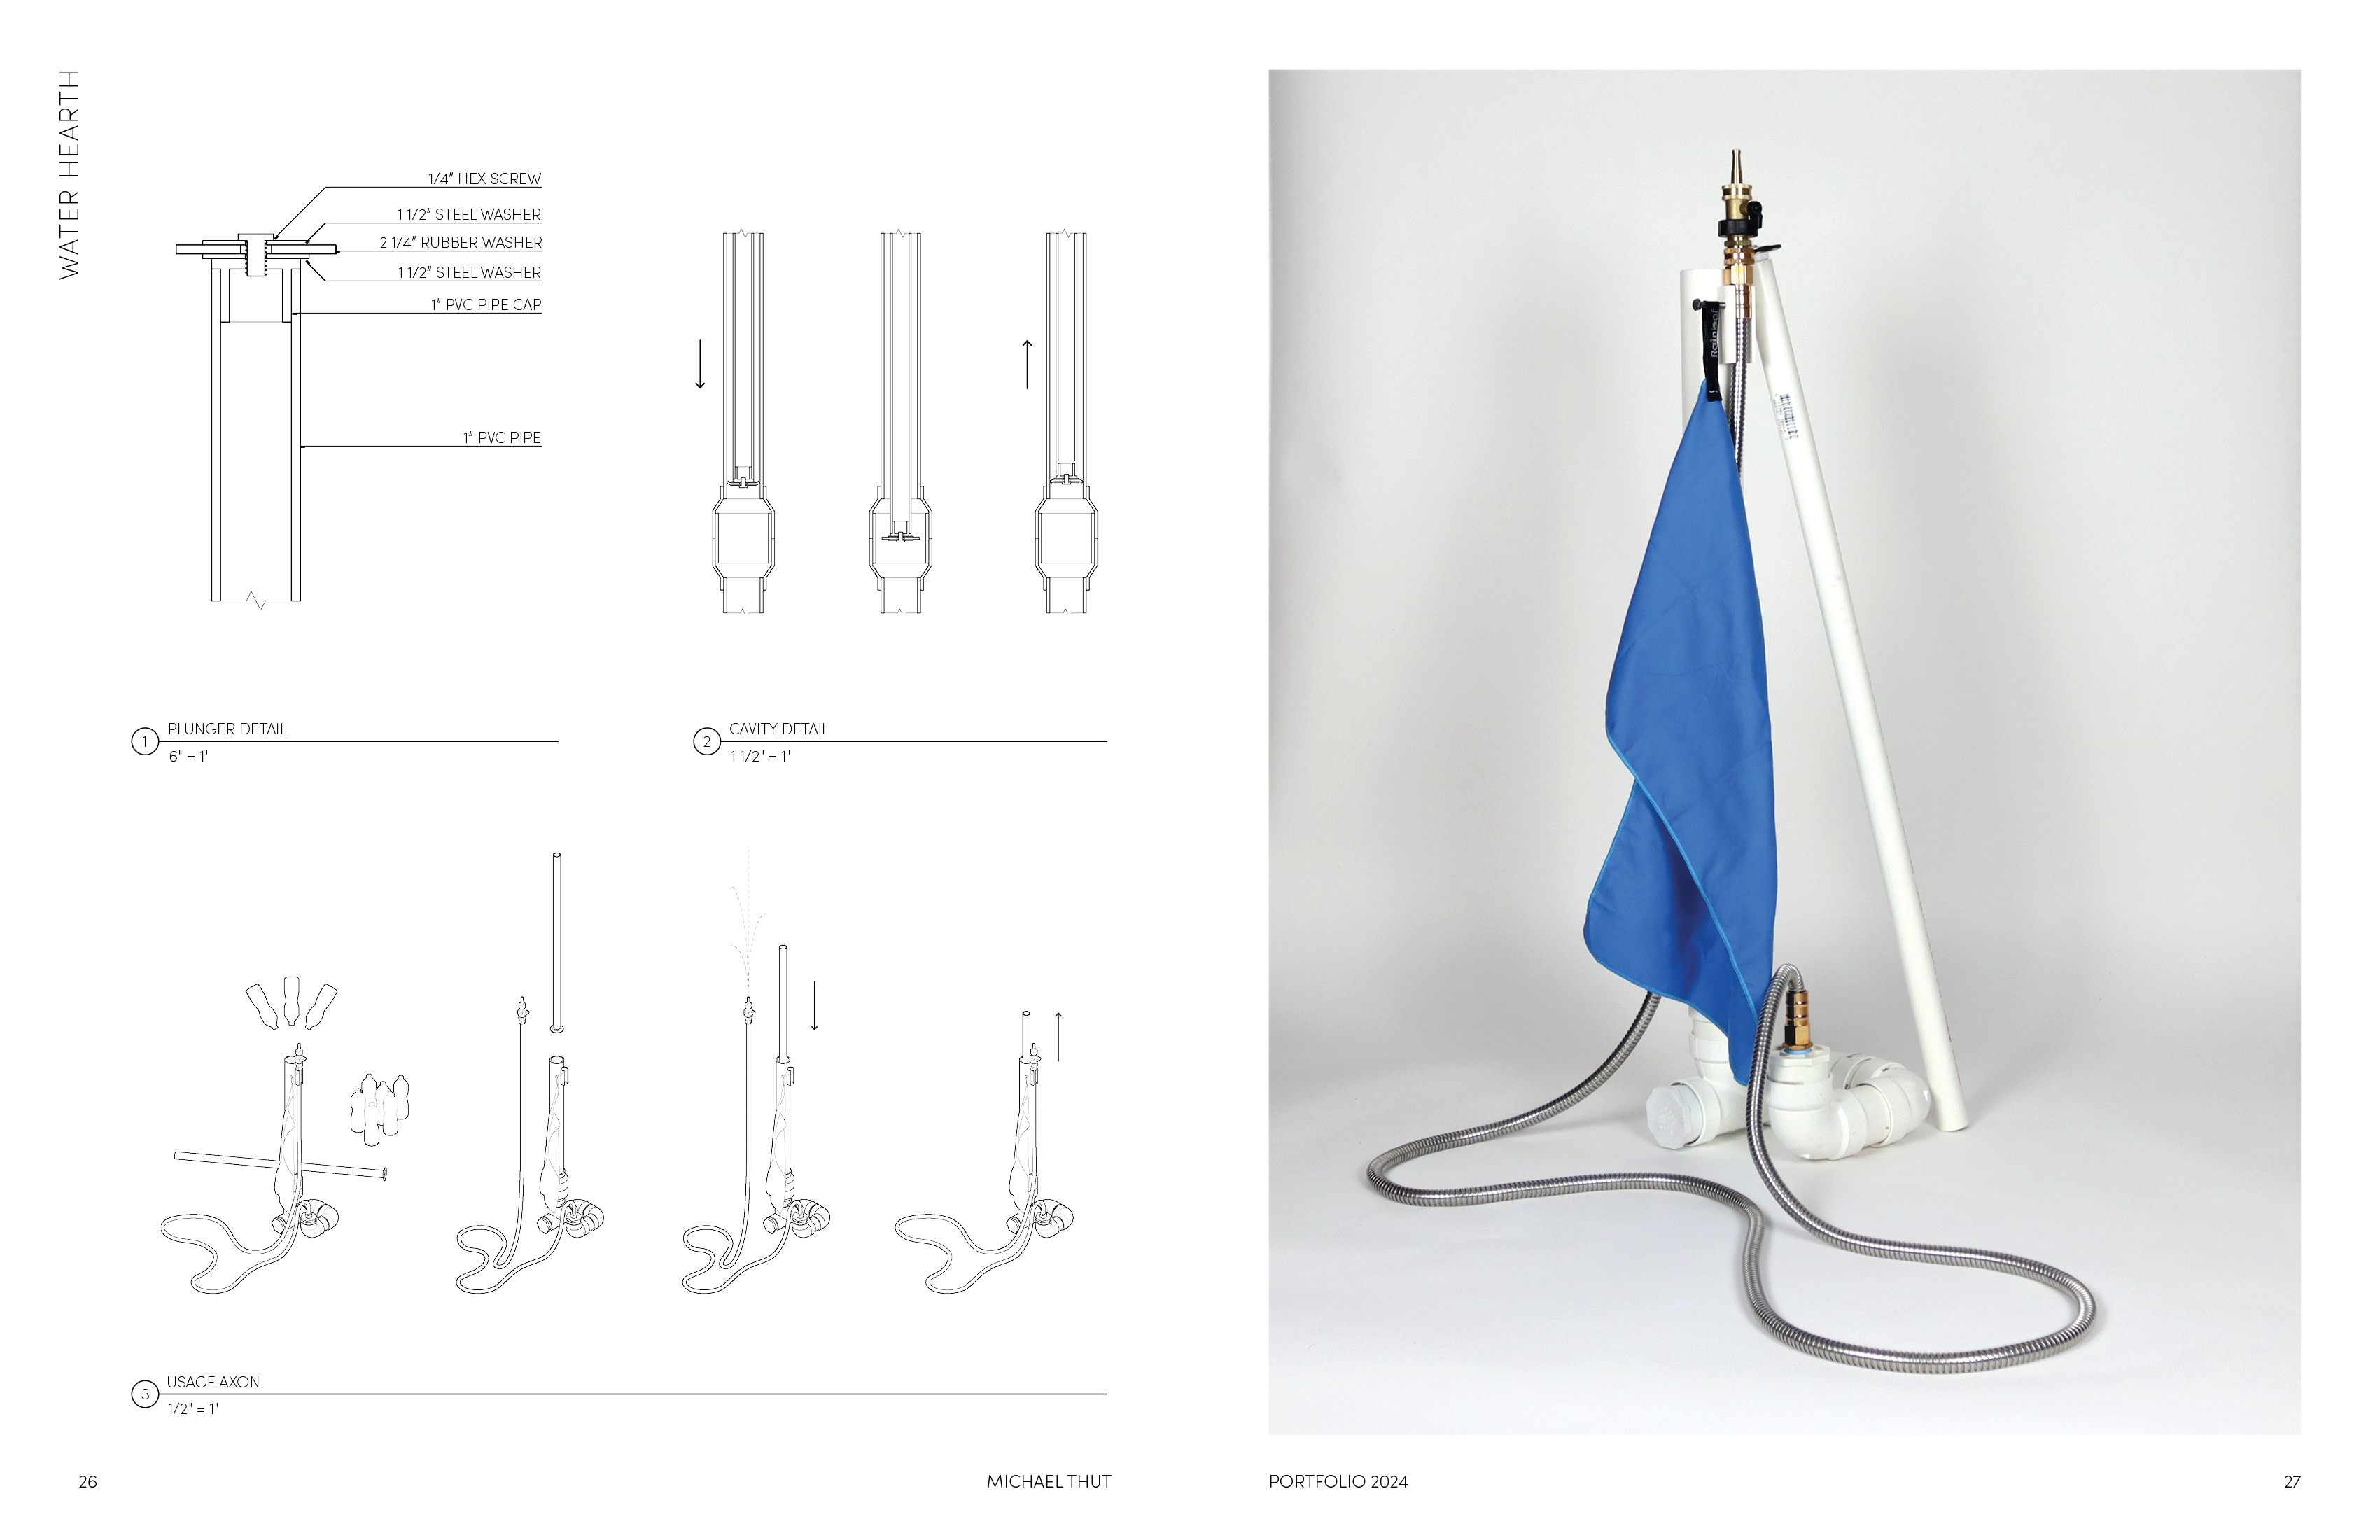 WATER HEARTH
1/4" HEX SCREW
1 1/2" STEEL WASHER
2 1/4" RUBBER WASHER
1 1/2" STEEL WASHER
1" PVC PIPE CAP
1" PVC PIPE
1 PLUNGER DETAIL
6" = 1'
2 CAVITY DETAIL
1 1/2" = 1'
3 USAGE AXON
1/2" = 1'
Rainleaf
26
MICHAEL THUT
PORTFOLIO 2024
27